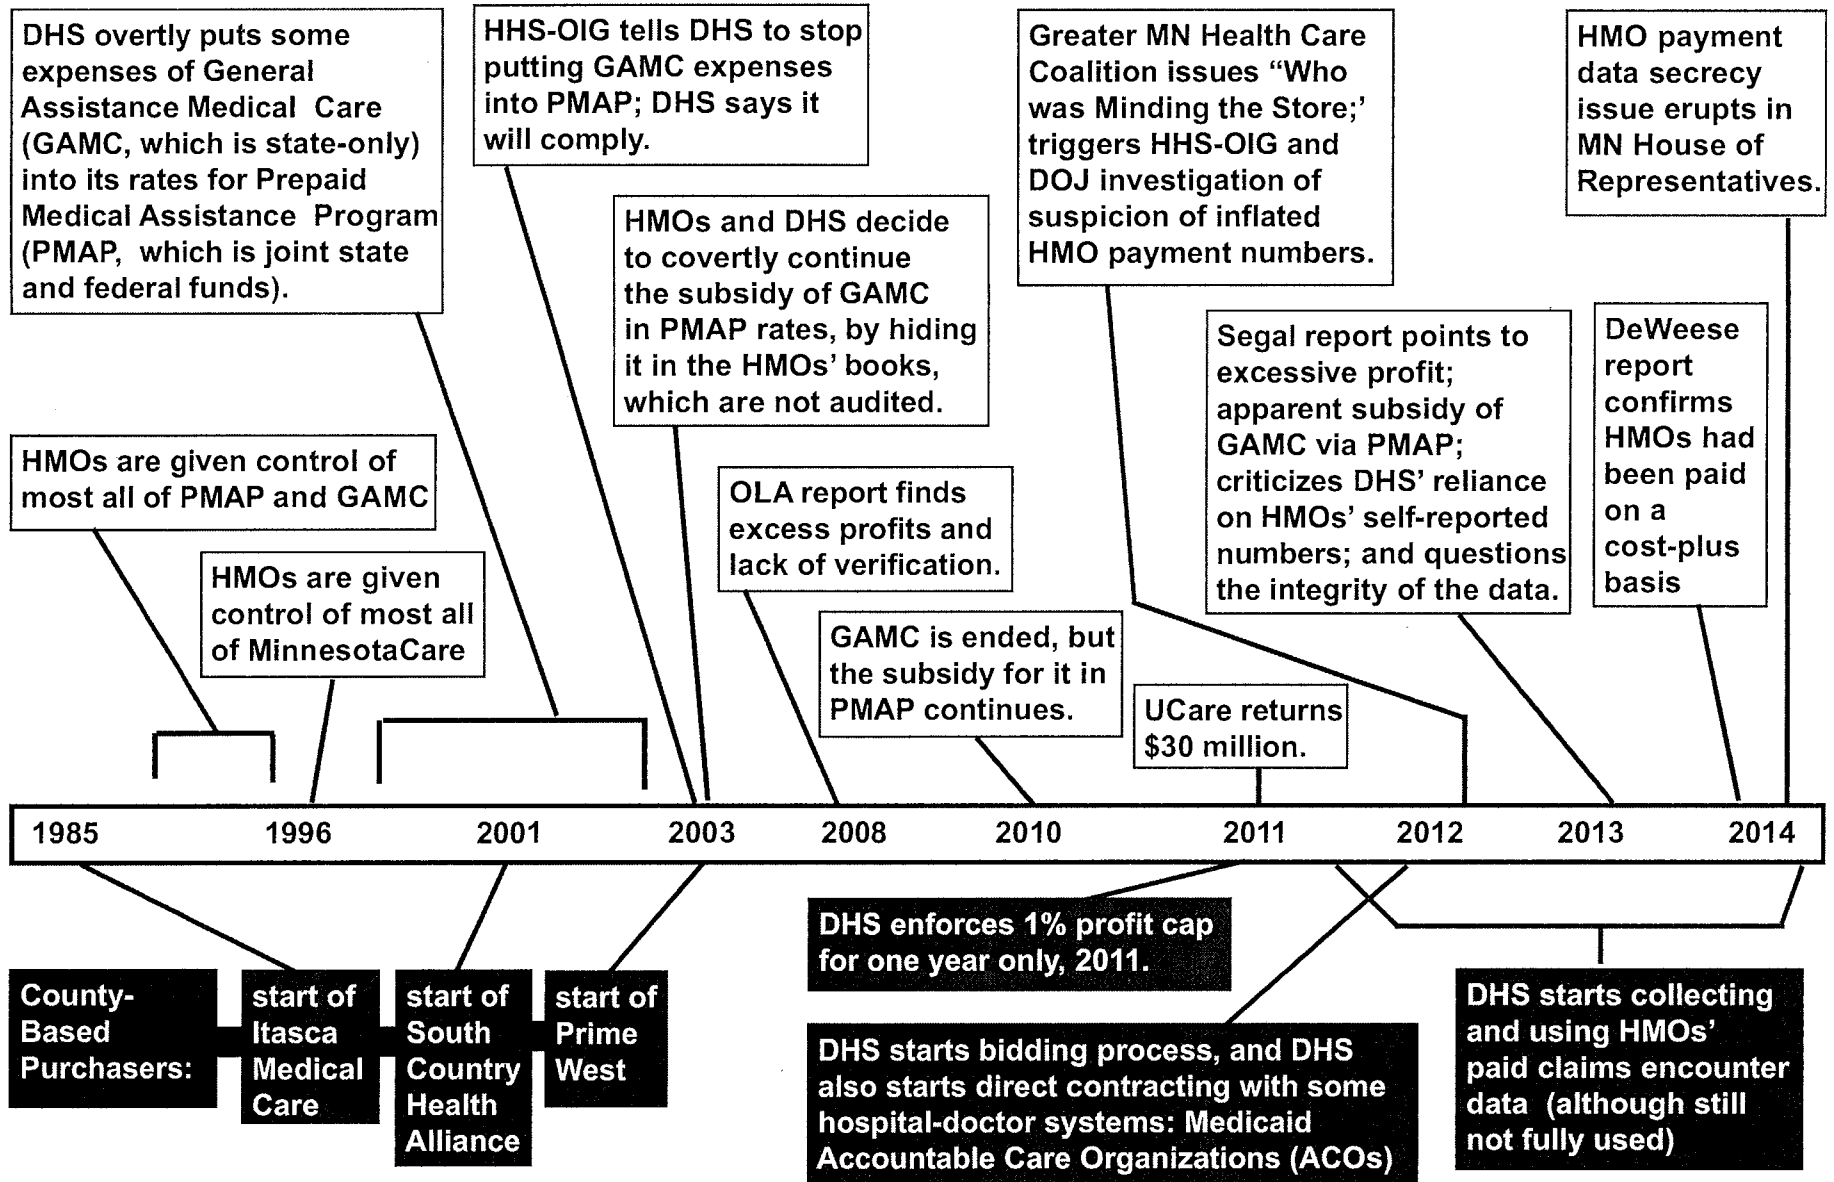 DHS overtly puts some
expenses of General
Assistance Medical Care
(GAMC, which is state-only)
into its rates for Prepaid
Medical Assistance Program
(PMAP, which is joint state
and federal funds).
HHS-OIG tells DHS to stop
putting GAMC expenses
into PMAP; DHS says it
will comply.
HMOs and DHS decide
to covertly continue
the subsidy of GAMC
in PMAP rates, by hiding
it in the HMOs' books,
which are not audited.
Greater MN Health Care
Coalition issues “Who
was Minding the Store;’
triggers HHS-OIG and
DOJ investigation of
suspicion of inflated
HMO payment numbers.
HMO payment
data secrecy
issue erupts in
MN House of
Representatives.
Segal report points to
excessive profit;
apparent subsidy of
GAMC via PMAP;
criticizes DHS' reliance
on HMOs' self-reported
numbers; and questions
the integrity of the data.
DeWeese
report
confirms
HMOs had
been paid
on a
cost-plus
basis
HMOs are given control of
most all of PMAP and GAMC
HMOs are given
control of most all
of MinnesotaCare
OLA report finds
excess profits and
lack of verification.
GAMC is ended, but
the subsidy for it in
PMAP continues.
UCare returns
$30 million.
1985 1996 2001 2003 2008 2010 2011 2012 2013 2014
County-
Based
Purchasers:
start of
Itasca
Medical
Care
start of
South
Country
Health
Alliance
start of
Prime
West
DHS enforces 1% profit cap
for one year only, 2011.
DHS starts bidding process, and DHS
also starts direct contracting with some
hospital-doctor systems: Medicaid
Accountable Care Organizations (ACOs)
DHS starts collecting
and using HMOs'
paid claims encounter
data (although still
not fully used)